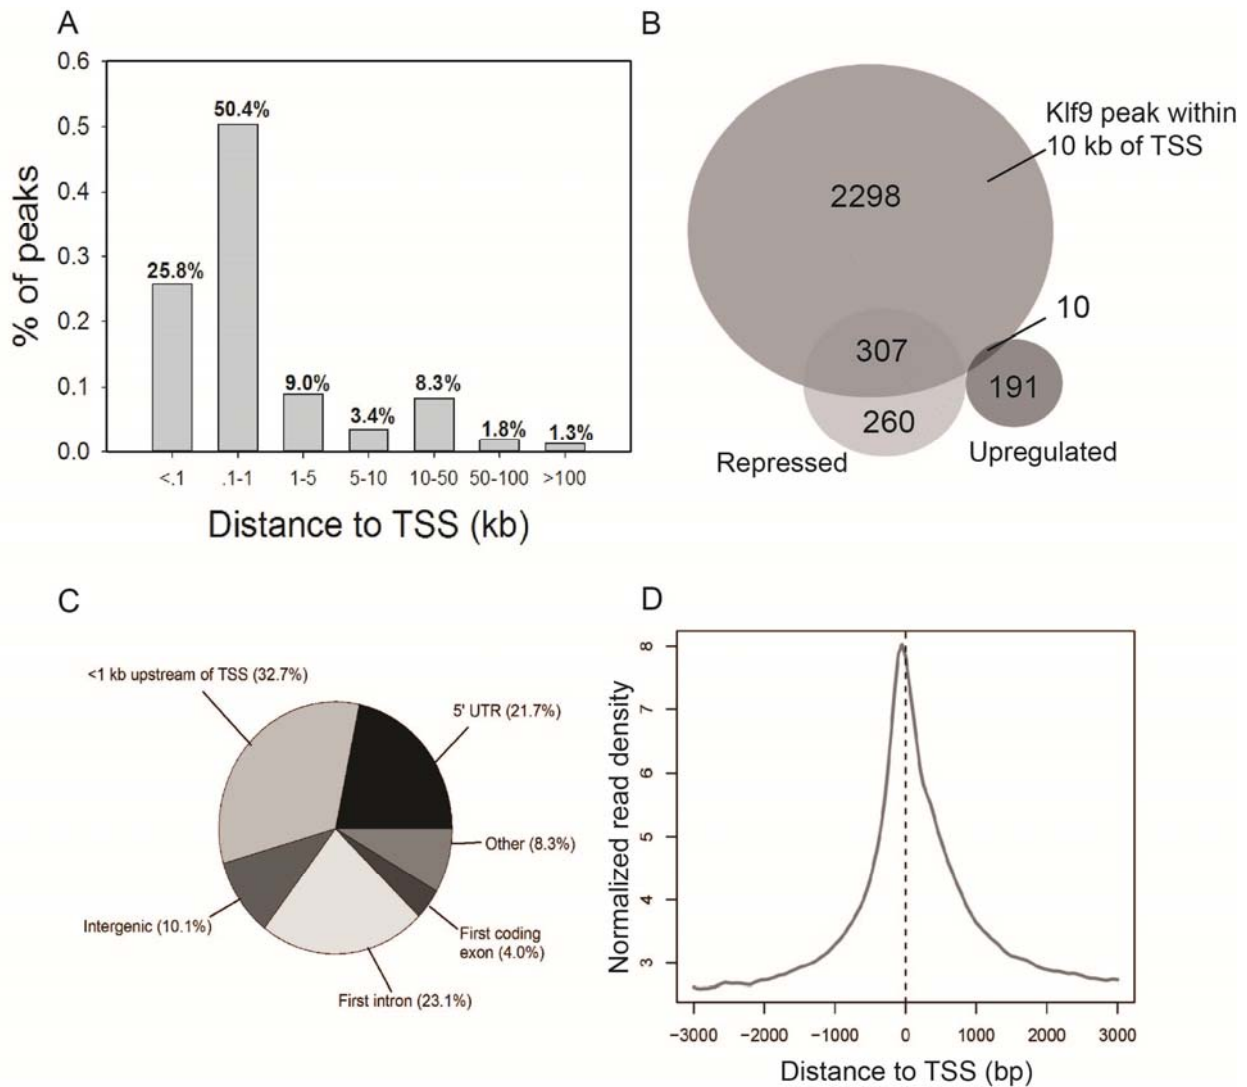 A
0.6
0.5
0.4
0.3
0.2
0.1
0.0
% of peaks
25.8%
50.4%
9.0%
3.4%
8.3%
1.8%
1.3%
<.1
.1-1
1-5
5-10
10-50
50-100
>100
Distance to TSS (kb)
B
Klf9 peak within
10 kb of TSS
2298
10
307
191
260
Repressed
Upregulated
C
<1 kb upstream of TSS (32.7%)
5' UTR (21.7%)
Other (8.3%)
First coding
exon (4.0%)
Intergenic (10.1%)
First intron (23.1%)
D
Normalized read density
8
7
6
5
4
3
−3000
−2000
−1000
0
1000
2000
3000
Distance to TSS (bp)